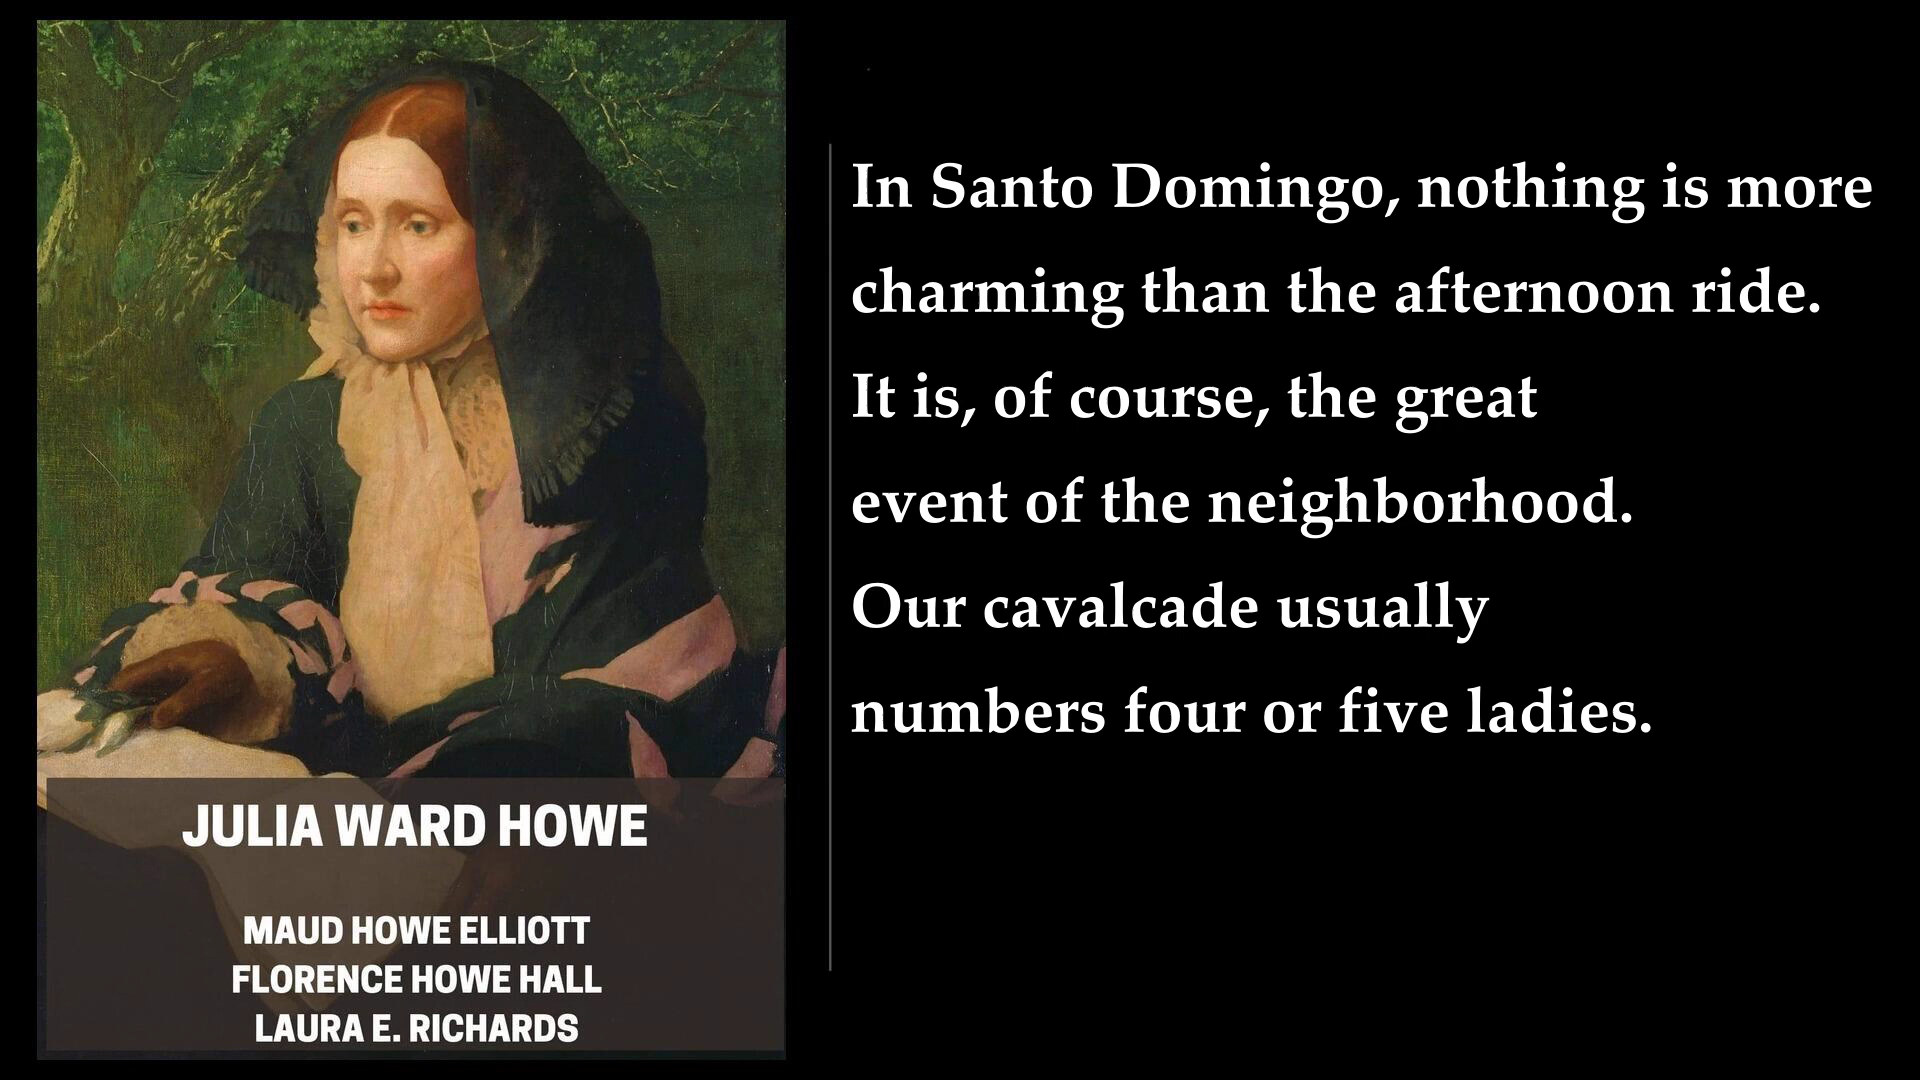 JULIA WARD HOWE
MAUD HOWE ELLIOTT
FLORENCE HOWE HALL
LAURA E. RICHARDS
In Santo Domingo, nothing is more
charming than the afternoon ride.
It is, of course, the great
event of the neighborhood.
Our cavalcade usually
numbers four or five ladies.